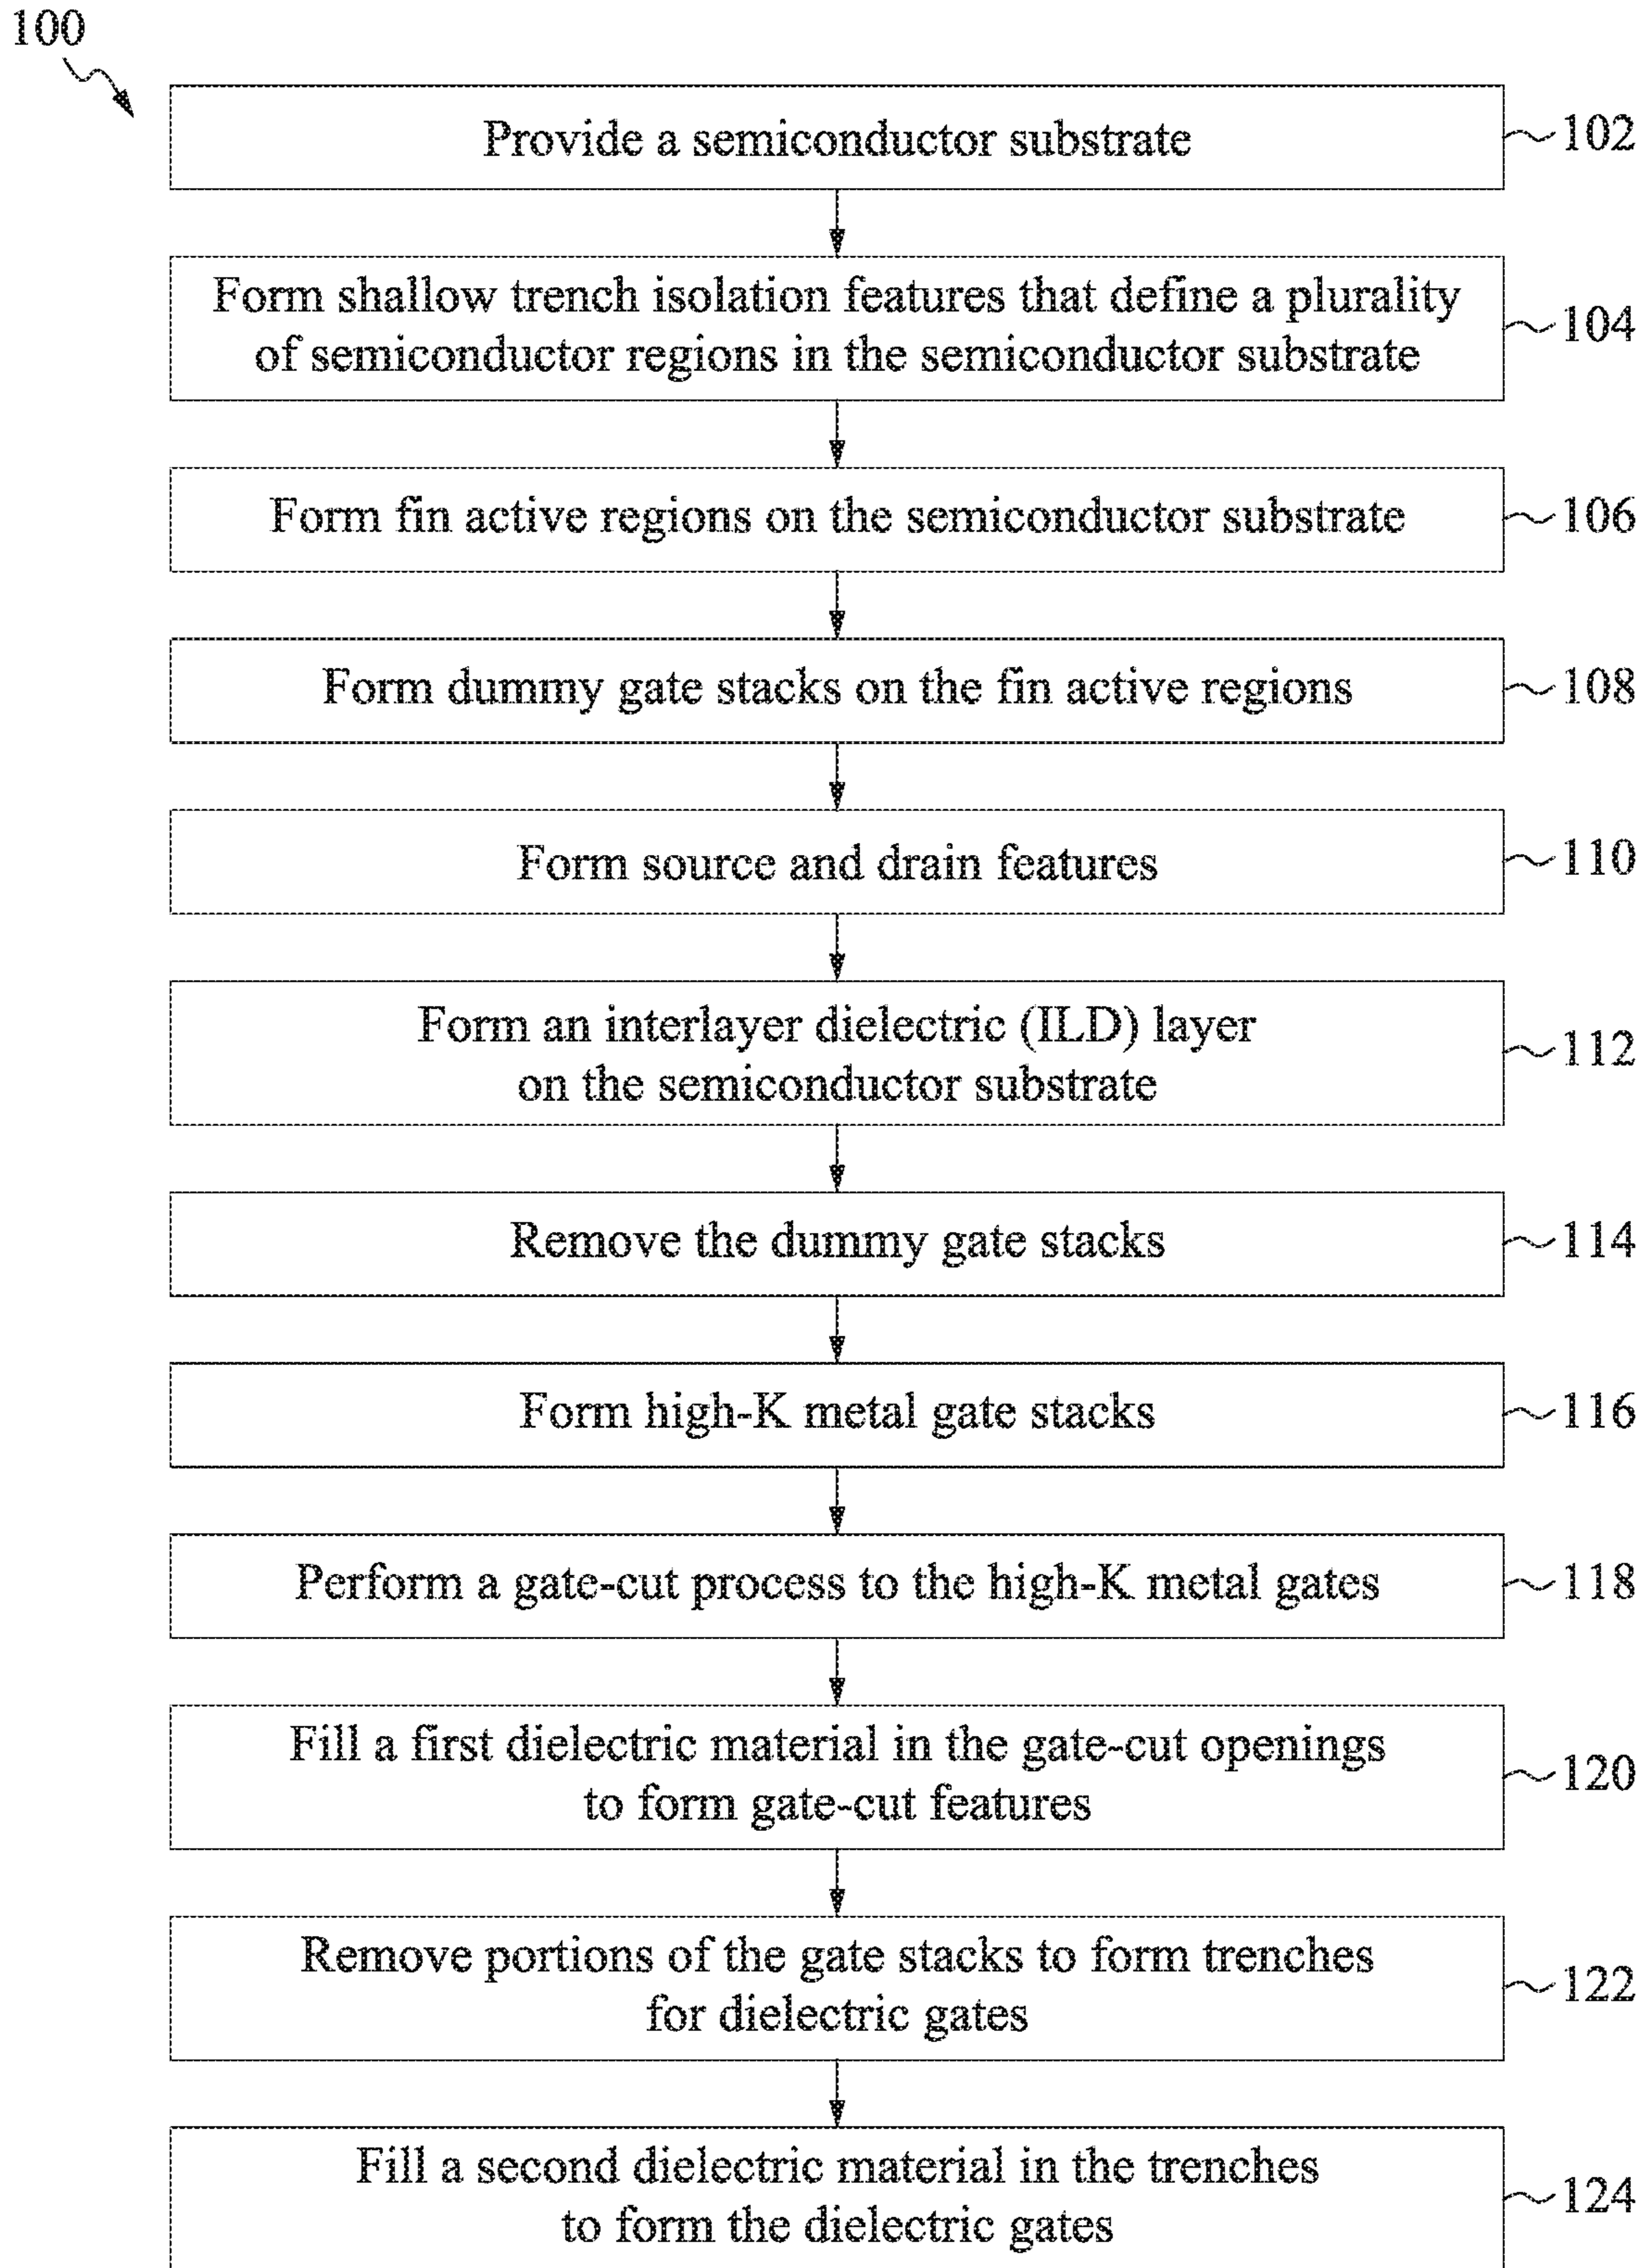 100
Provide a semiconductor substrate
102
Form shallow trench isolation features that define a plurality
of semiconductor regions in the semiconductor substrate
104
Form fin active regions on the semiconductor substrate
106
Form dummy gate stacks on the fin active regions
108
Form source and drain features
110
Form an interlayer dielectric (ILD) layer
on the semiconductor substrate
112
Remove the dummy gate stacks
114
Form high-K metal gate stacks
116
Perform a gate-cut process to the high-K metal gates
118
Fill a first dielectric material in the gate-cut openings
to form gate-cut features
120
Remove portions of the gate stacks to form trenches
for dielectric gates
122
Fill a second dielectric material in the trenches
to form the dielectric gates
124